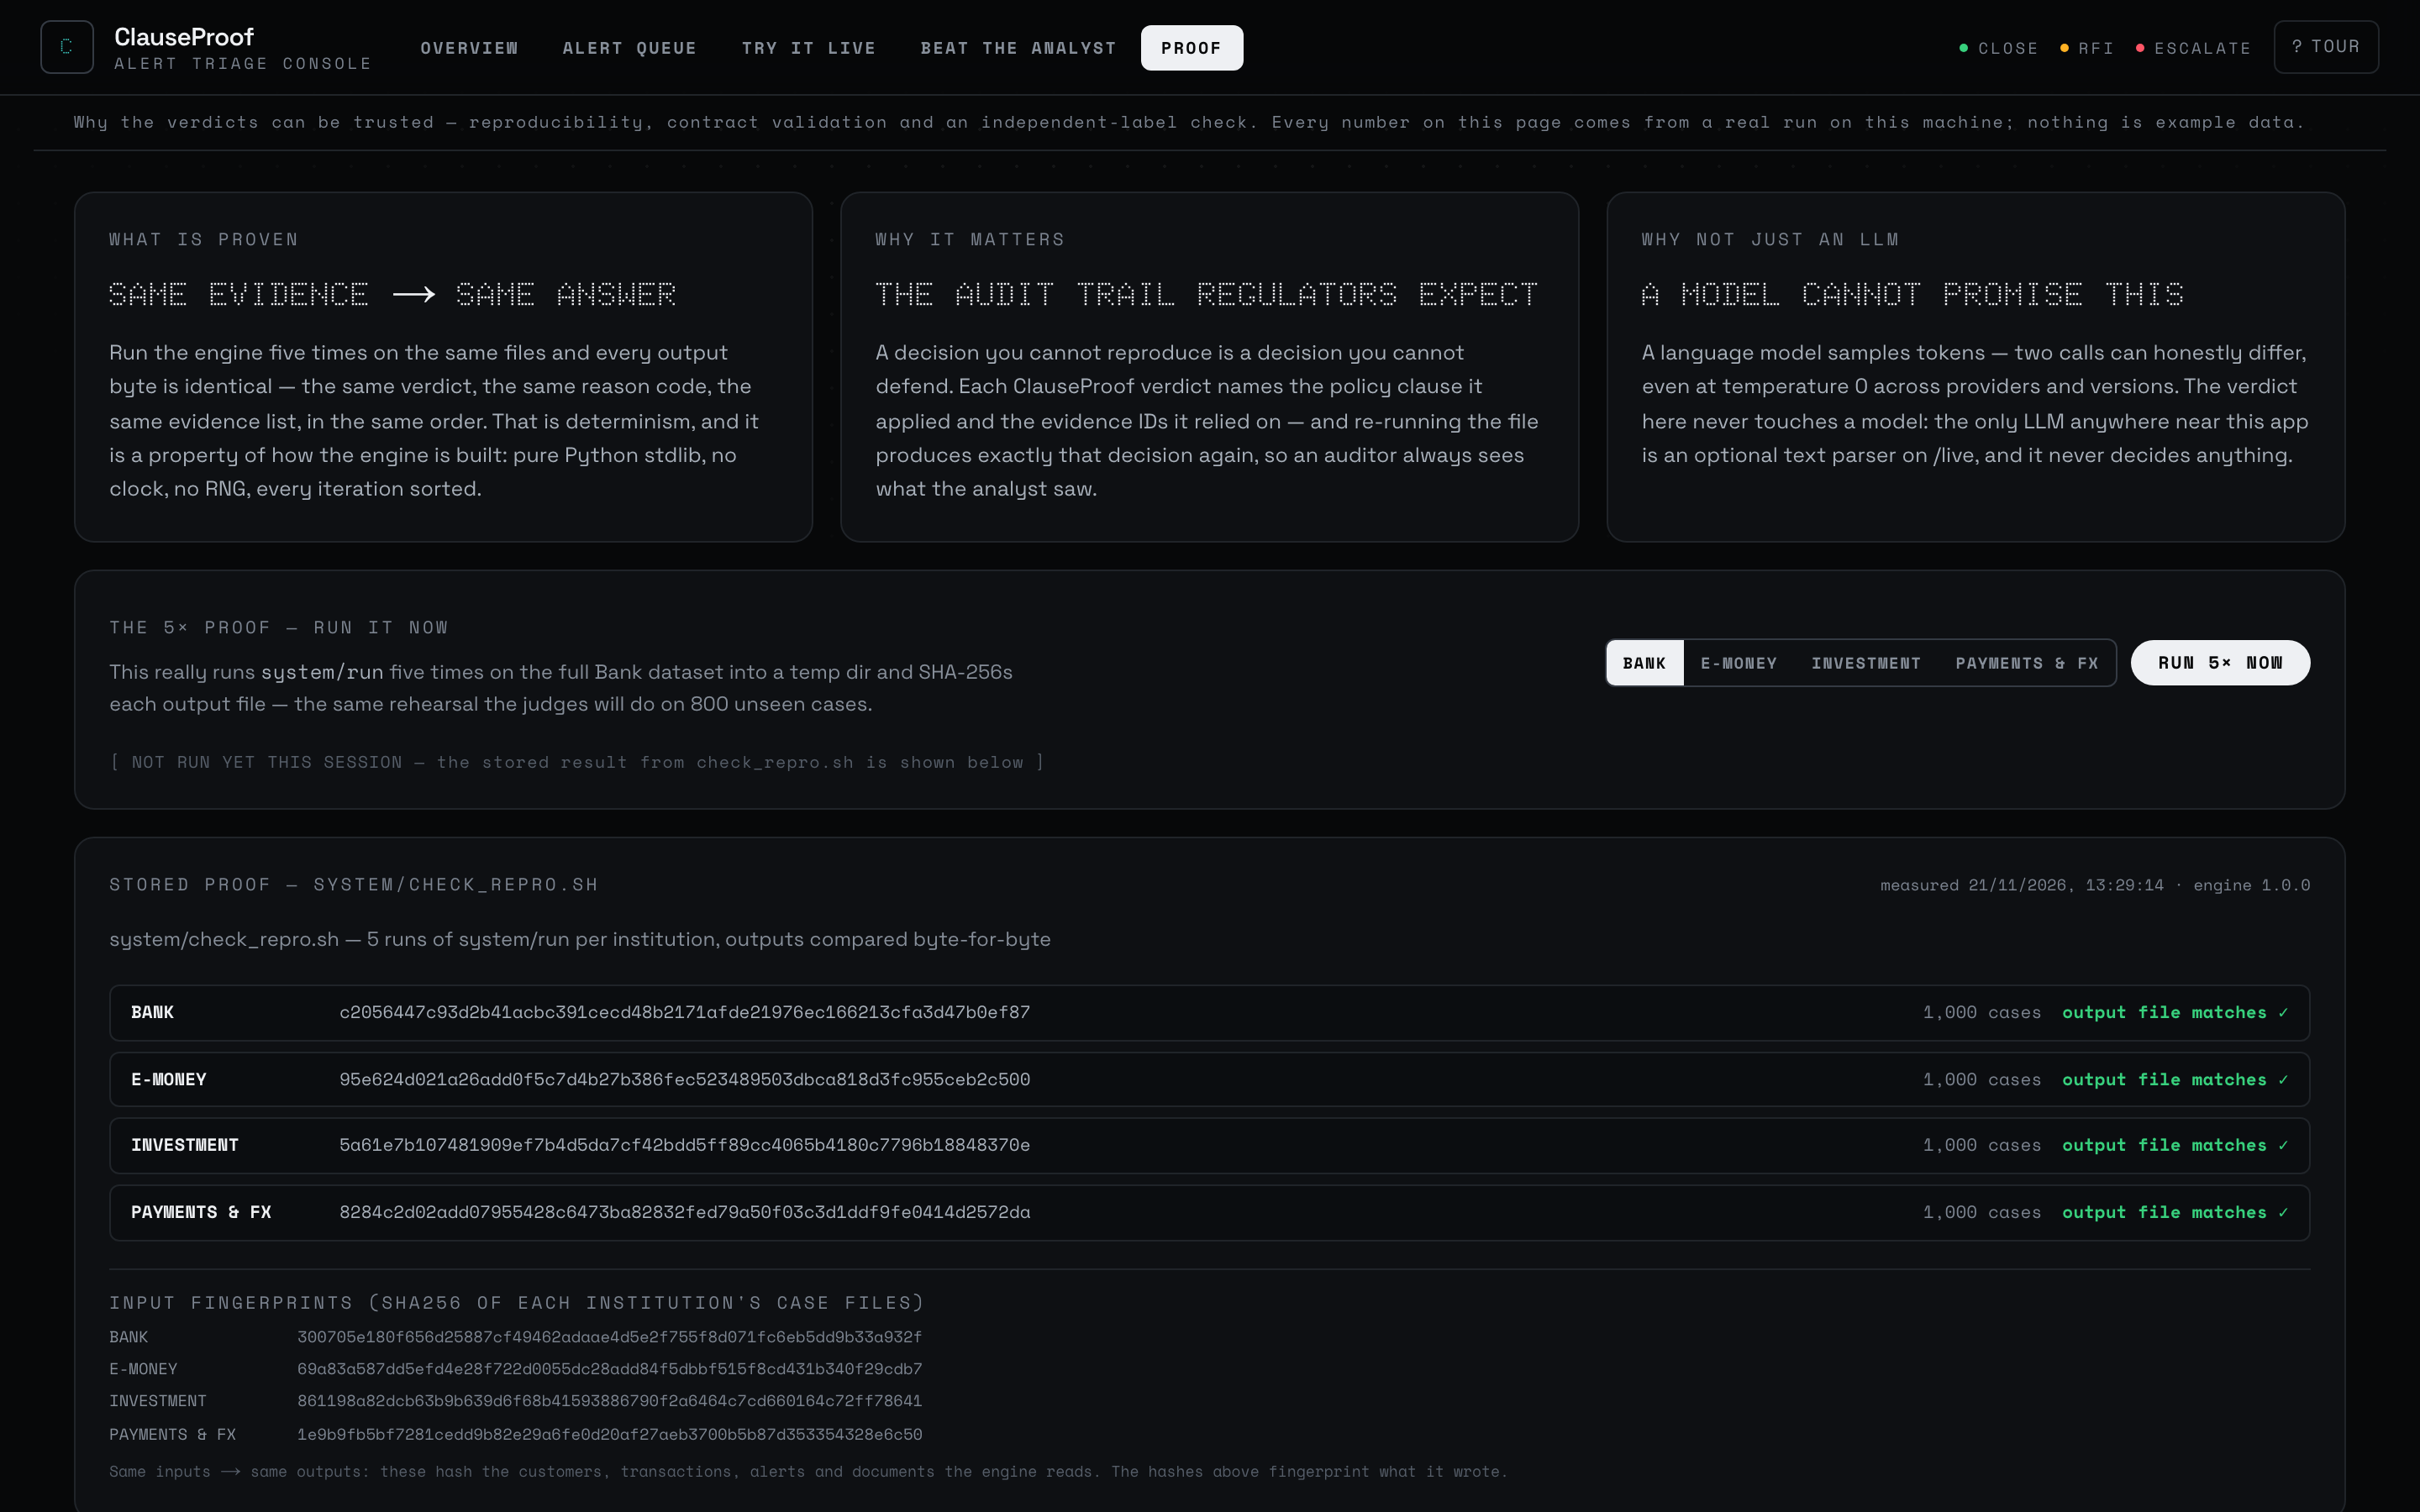 C
ClauseProof
ALERT TRIAGE CONSOLE
OVERVIEW
ALERT QUEUE
TRY IT LIVE
BEAT THE ANALYST
PROOF
CLOSE
RFI
ESCALATE
? TOUR
Why the verdicts can be trusted — reproducibility, contract validation and an independent-label check. Every number on this page comes from a real run on this machine; nothing is example data.
WHAT IS PROVEN
SAME EVIDENCE ⟶ SAME ANSWER
Run the engine five times on the same files and every output
byte is identical — the same verdict, the same reason code, the
same evidence list, in the same order. That is determinism, and it
is a property of how the engine is built: pure Python stdlib, no
clock, no RNG, every iteration sorted.
WHY IT MATTERS
THE AUDIT TRAIL REGULATORS EXPECT
A decision you cannot reproduce is a decision you cannot
defend. Each ClauseProof verdict names the policy clause it
applied and the evidence IDs it relied on — and re-running the file
produces exactly that decision again, so an auditor always sees
what the analyst saw.
WHY NOT JUST AN LLM
A MODEL CANNOT PROMISE THIS
A language model samples tokens — two calls can honestly differ,
even at temperature 0 across providers and versions. The verdict
here never touches a model: the only LLM anywhere near this app
is an optional text parser on /live, and it never decides anything.
THE 5× PROOF — RUN IT NOW
This really runs system/run five times on the full Bank dataset into a temp dir and SHA-256s
each output file — the same rehearsal the judges will do on 800 unseen cases.
[ NOT RUN YET THIS SESSION — the stored result from check_repro.sh is shown below ]
BANK
E-MONEY
INVESTMENT
PAYMENTS & FX
RUN 5× NOW
STORED PROOF — SYSTEM/CHECK_REPRO.SH
measured 21/11/2026, 13:29:14 · engine 1.0.0
system/check_repro.sh — 5 runs of system/run per institution, outputs compared byte-for-byte
BANK c2056447c93d2b41acbc391cecd48b2171afde21976ec166213cfa3d47b0ef87 1,000 cases output file matches ✓
E-MONEY 95e624d021a26add0f5c7d4b27b386fec523489503dbca818d3fc955ceb2c500 1,000 cases output file matches ✓
INVESTMENT 5a61e7b107481909ef7b4d5da7cf42bdd5ff89cc4065b4180c7796b18848370e 1,000 cases output file matches ✓
PAYMENTS & FX 8284c2d02add07955428c6473ba82832fed79a50f03c3d1ddf9fe0414d2572da 1,000 cases output file matches ✓
INPUT FINGERPRINTS (SHA256 OF EACH INSTITUTION'S CASE FILES)
BANK 300705e180f656d25887cf49462adaae4d5e2f755f8d071fc6eb5dd9b33a932f
E-MONEY 69a83a587dd5efd4e28f722d0055dc28add84f5dbbf515f8cd431b340f29cdb7
INVESTMENT 861198a82dcb63b9b639d6f68b41593886790f2a6464c7cd660164c72ff78641
PAYMENTS & FX 1e9b9fb5bf7281cedd9b82e29a6fe0d20af27aeb3700b5b87d353354328e6c50
Same inputs ⟶ same outputs: these hash the customers, transactions, alerts and documents the engine reads. The hashes above fingerprint what it wrote.